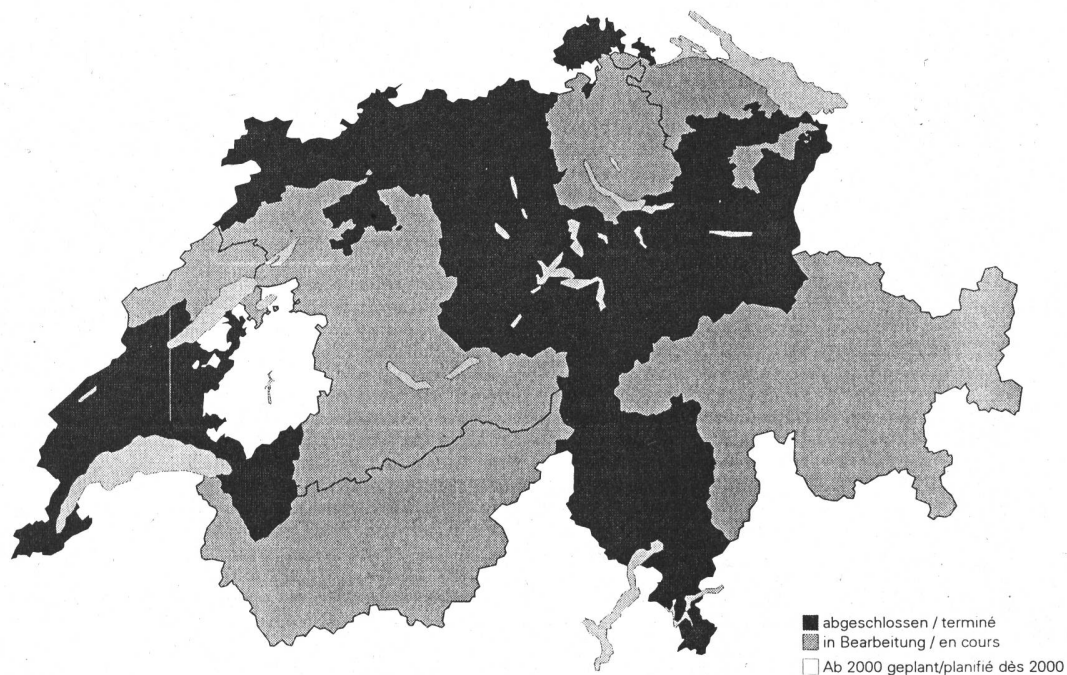 abgeschlossen / terminé
in Bearbeitung / en cours
Ab 2000 geplant/planifié dès 2000